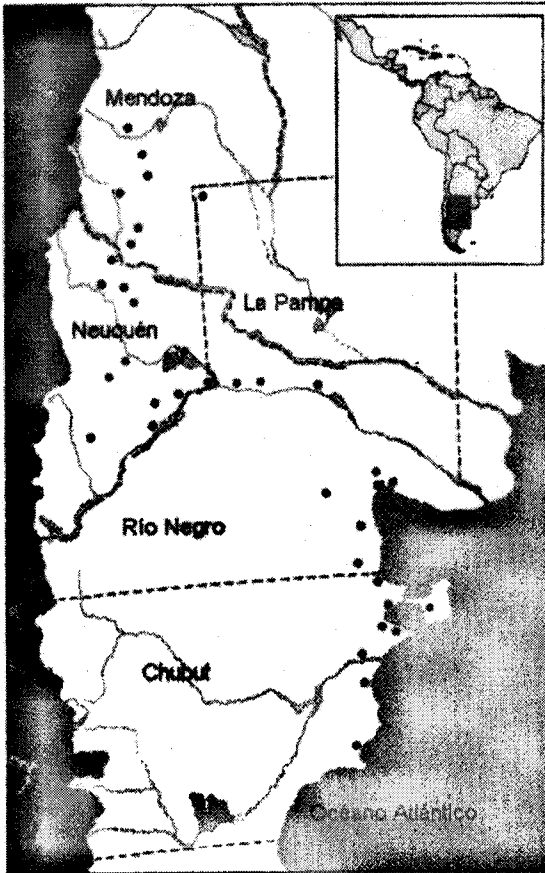 Mendoza
La Pampa
Neuquén
Río Negro
Chubut
Océano Atlántico